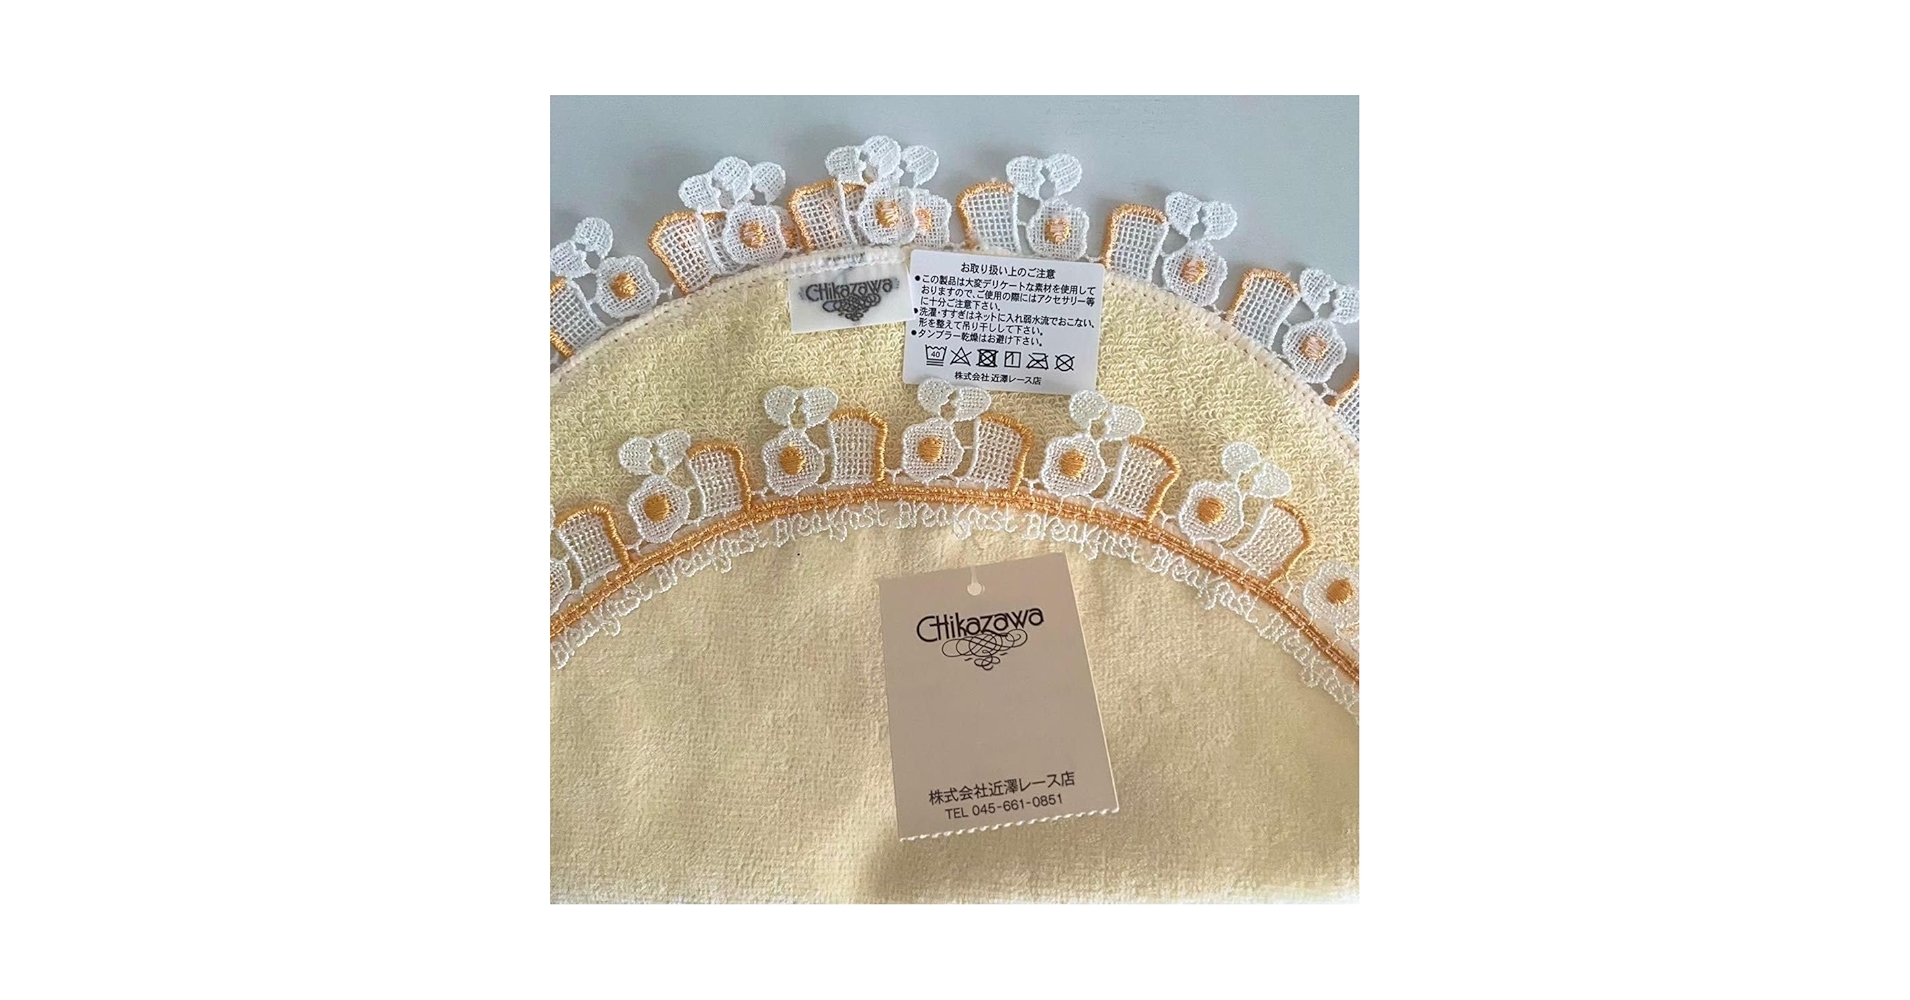 Chikazawa
お取り扱い上のご注意
●この製品は大変デリケートな素材を使用して
おりますので、ご使用の際にはアクセサリー等
に十分ご注意下さい。
●洗濯・すすぎはネットに入れ弱水流でおこない、
形を整えて吊り干しして下さい。
●タンブラー乾燥はお避け下さい。
40
株式会社 近澤レース店
Breakfast Breakfast Breakfast Breakfast Breakfast Breakfast Breakfast
Chikazawa
株式会社近澤レース店
TEL 045-661-0851